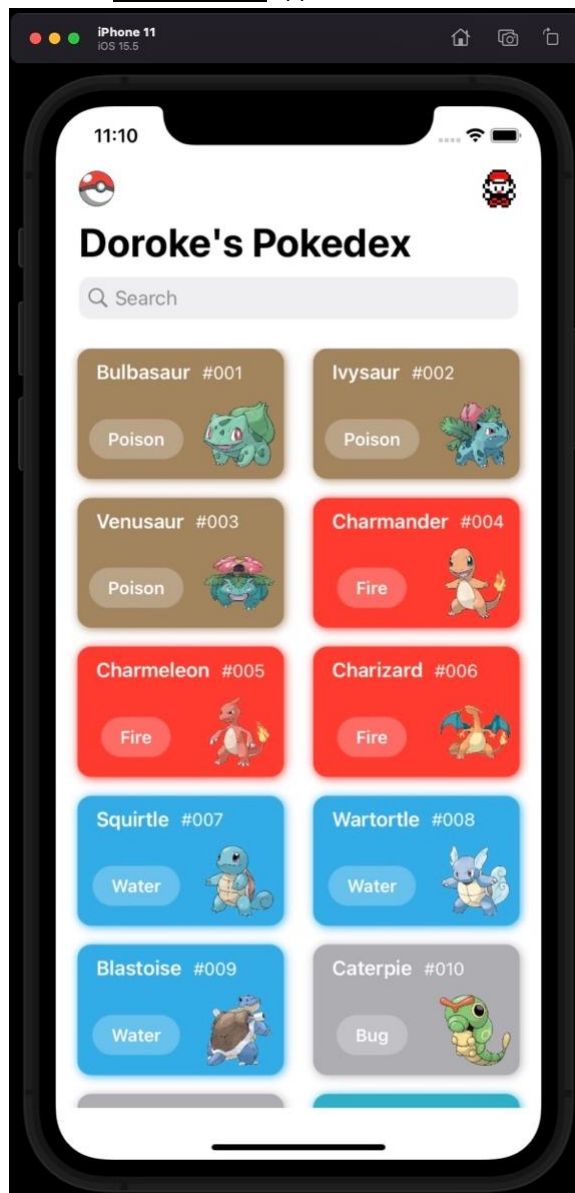 iPhone 11
iOS 15.5
11:10
Doroke's Pokedex
Search
Bulbasaur #001
Poison
Ivysaur #002
Poison
Venusaur #003
Poison
Charmander #004
Fire
Charmeleon #005
Fire
Charizard #006
Fire
Squirtle #007
Water
Wartortle #008
Water
Blastoise #009
Water
Caterpie #010
Bug